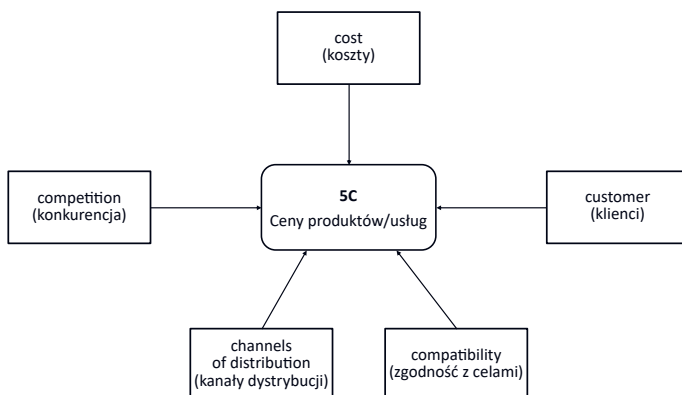 cost
(koszty)
competition
(konkurencja)
5C
Ceny produktów/usług
customer
(klienci)
channels
of distribution
(kanały dystrybucji)
compatibility
(zgodność z celami)